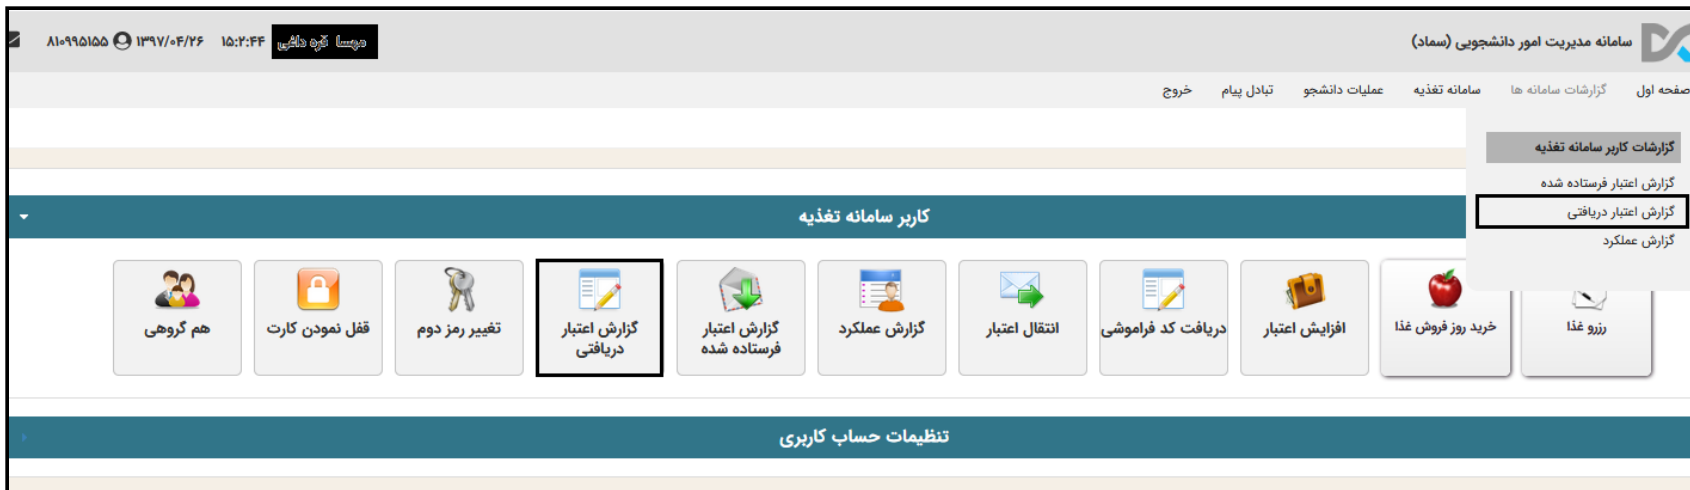 سامانه مدیریت امور دانشجویی (سماد)
مهسا قره داغی ۱۵:۲:۴۴ ۱۳۹۷/۰۴/۲۶ ۸۱۰۹۹۵۱۵۵
صفحه اول گزارشات سامانه ها سامانه تغذیه عملیات دانشجو تبادل پیام خروج
گزارشات کاربر سامانه تغذیه
گزارش اعتبار فرستاده شده
گزارش اعتبار دریافتی
گزارش عملکرد
کاربر سامانه تغذیه
رزرو غذا
خرید روز فروش غذا
افزایش اعتبار
دریافت کد فراموشی
انتقال اعتبار
گزارش عملکرد
گزارش اعتبار
فرستاده شده
گزارش اعتبار
دریافتی
تغییر رمز دوم
قفل نمودن کارت
هم گروهی
تنظیمات حساب کاربری